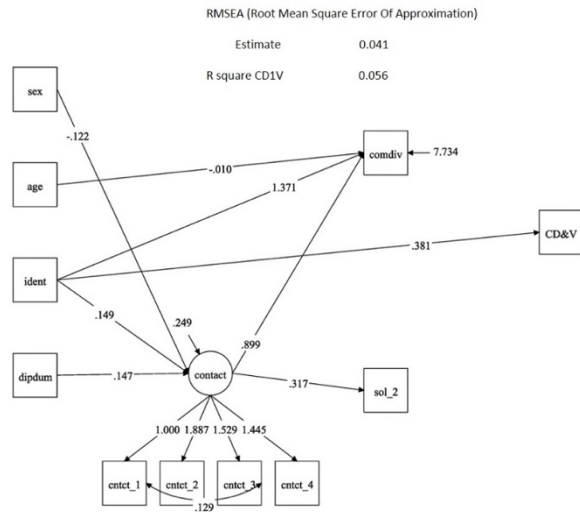 RMSEA (Root Mean Square Error Of Approximation)
Estimate 0.041
R square CD1V 0.056
sex
-.122
comdiv
7.734
age
-.010
1.371
CD&V
.381
ident
.149
.249
.899
dipdum
.147
contact
.317
sol_2
1.000 1.887 1.529 1.445
cntct_1 cntct_2 cntct_3 cntct_4
.129